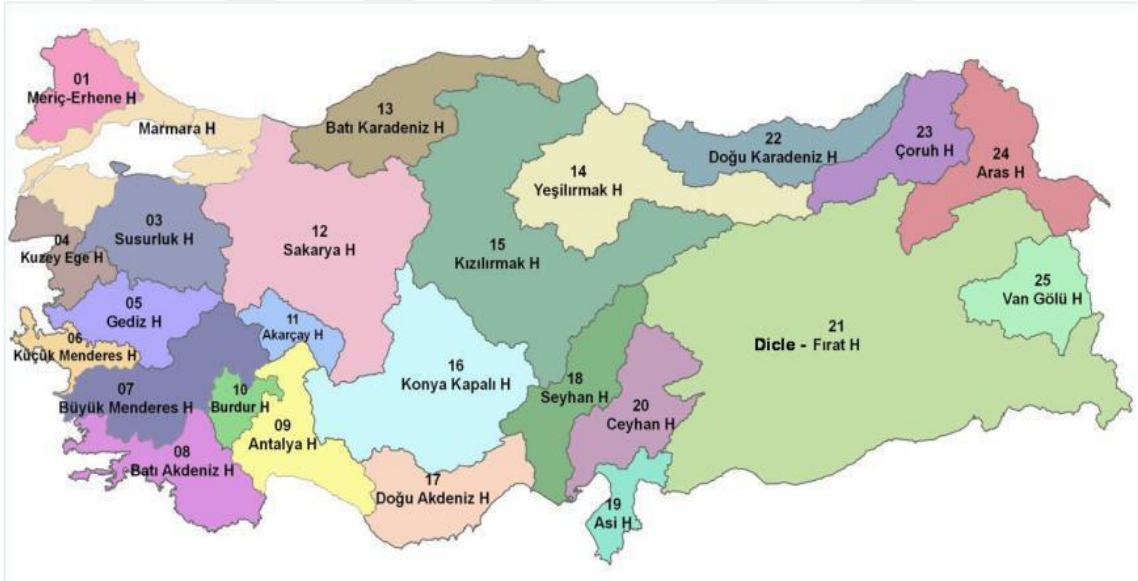 01
Meriç-Erhene H
Marmara H
03
Susurluk H
04
Kuzey Ege H
05
Gediz H
06
Küçük Menderes H
07
Büyük Menderes H
08
Batı Akdeniz H
09
Antalya H
10
Burdur H
11
Akarçay H
12
Sakarya H
13
Batı Karadeniz H
14
Yeşilırmak H
15
Kızılırmak H
16
Konya Kapalı H
17
Doğu Akdeniz H
18
Seyhan H
19
Asi H
20
Ceyhan H
21
Dicle - Fırat H
22
Doğu Karadeniz H
23
Çoruh H
24
Aras H
25
Van Gölü H